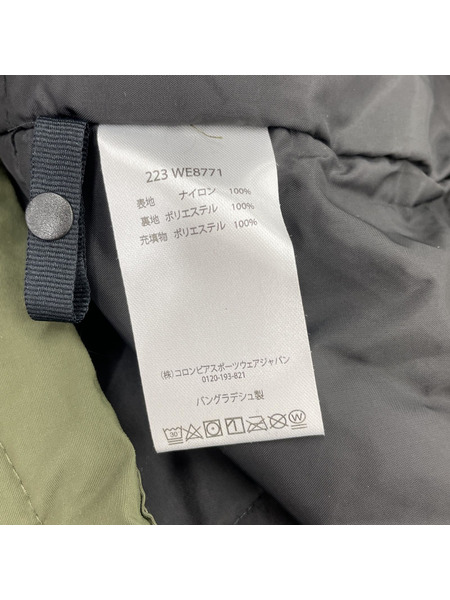 223 WE8771
表地 ナイロン 100%
裏地 ポリエステル 100%
充填物 ポリエステル 100%
(株)コロンビアスポーツウェアジャパン
0120-193-821
バングラデシュ製
30
W